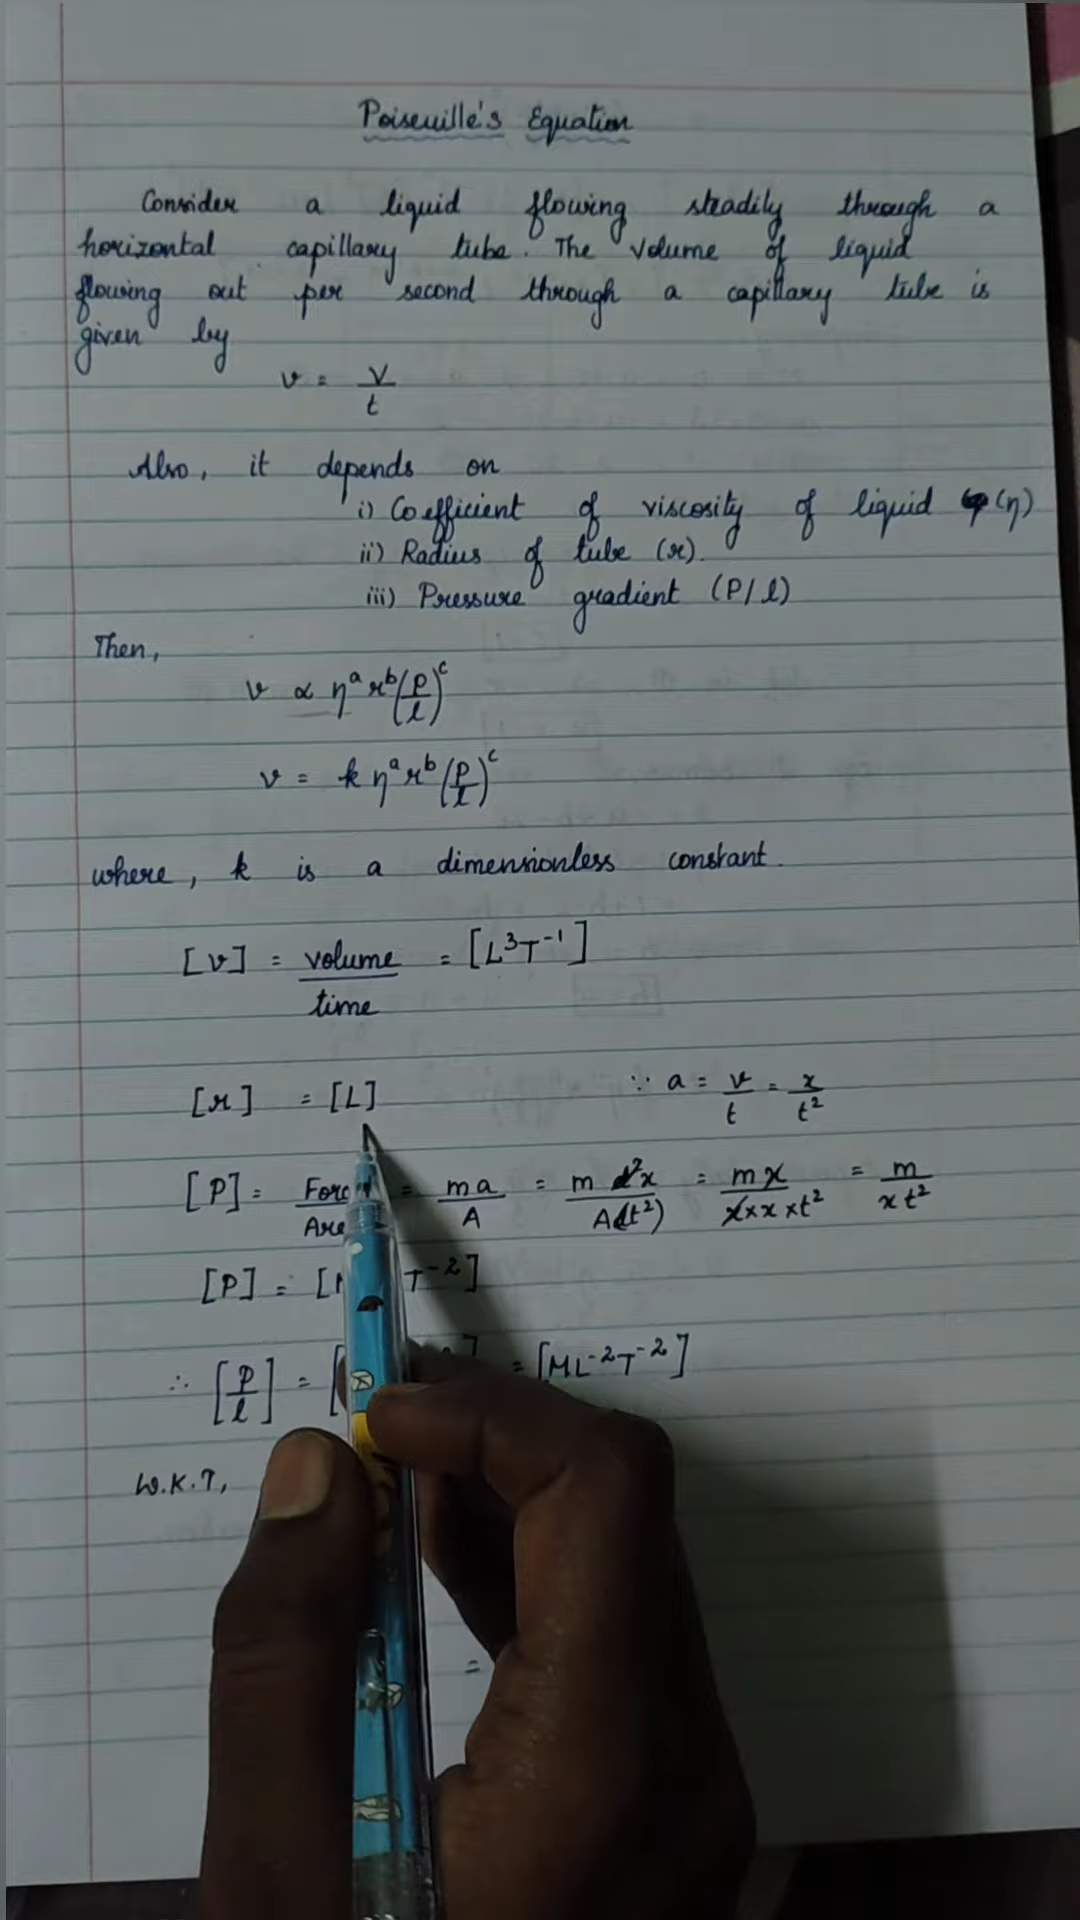 Poiseuille's Equation
Consider a liquid flowing steadily through a
horizontal capillary tube. The volume of liquid
flowing out per second through a capillary tube is
given by
v = V/t
Also, it depends on
i) Coefficient of viscosity of liquid (η)
ii) Radius of tube (r).
iii) Pressure gradient (P/l)
Then,
v ∝ η^a r^b (P/l)^c
v = k η^a r^b (P/l)^c
where, k is a dimensionless constant.
[v] = volume/time = [L³T⁻¹]
[r] = [L] ∵ a = v/t = x/t²
[P] = = ma/A = m x/A(t²) = mx/x×x×t² = m/xt²
[P] = [ T⁻²]
∴ [P/l] = [ ] = [ML⁻²T⁻²]
W.K.T,
=